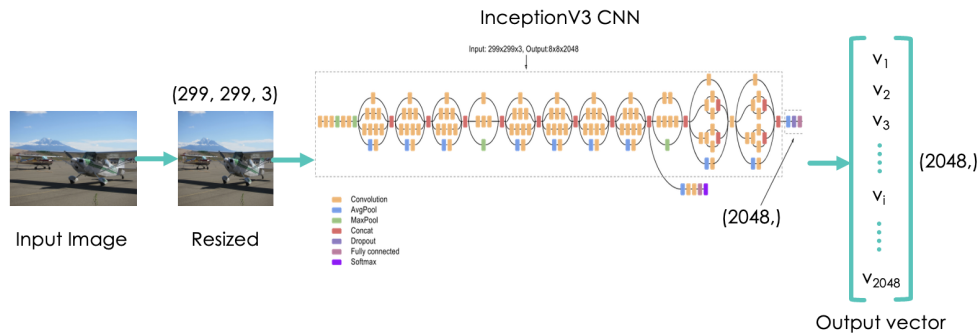 InceptionV3 CNN
Input: 299x299x3, Output:8x8x2048
(299, 299, 3)
Input Image
Resized
Convolution
AvgPool
MaxPool
Concat
Dropout
Fully connected
Softmax
(2048,)
v1
v2
v3
vi
v2048
(2048,)
Output vector